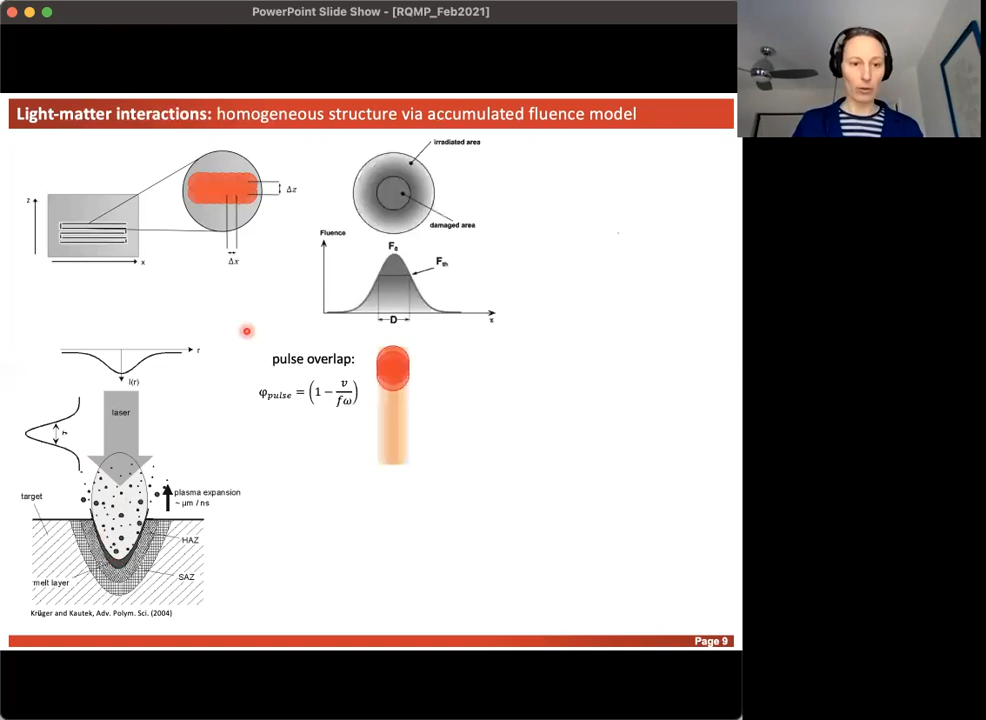 PowerPoint Slide Show - [RQMP_Feb2021]
Light-matter interactions: homogeneous structure via accumulated fluence model
z
x
Δz
Δx
irradiated area
damaged area
Fluence
Fₐ
Fₜₕ
D
x
r
I(r)
laser
τ
target
plasma expansion
~ µm / ns
HAZ
SAZ
melt layer
Krüger and Kautek, Adv. Polym. Sci. (2004)
pulse overlap:
φ_pulse = (1 − v/fω)
Page 9